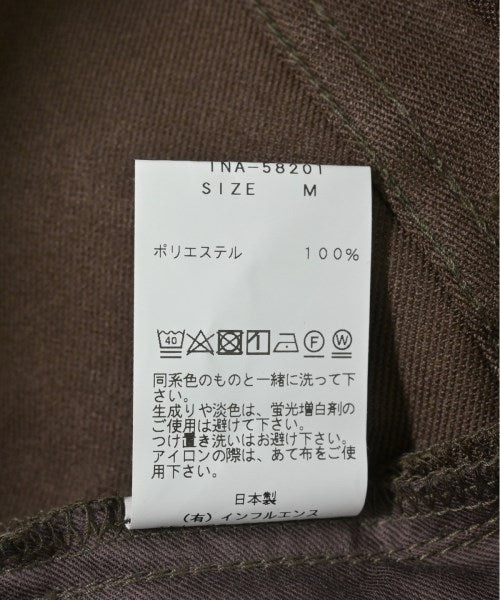 INA-58201
SIZE M
ポリエステル 100%
40 1 F W
同系色のものと一緒に洗って下
さい。
生成りや淡色は、蛍光増白剤の
ご使用は避けて下さい。
つけ置き洗いはお避け下さい。
アイロンの際は、あて布をご使
用下さい。
日本製
(有)インフルエンス